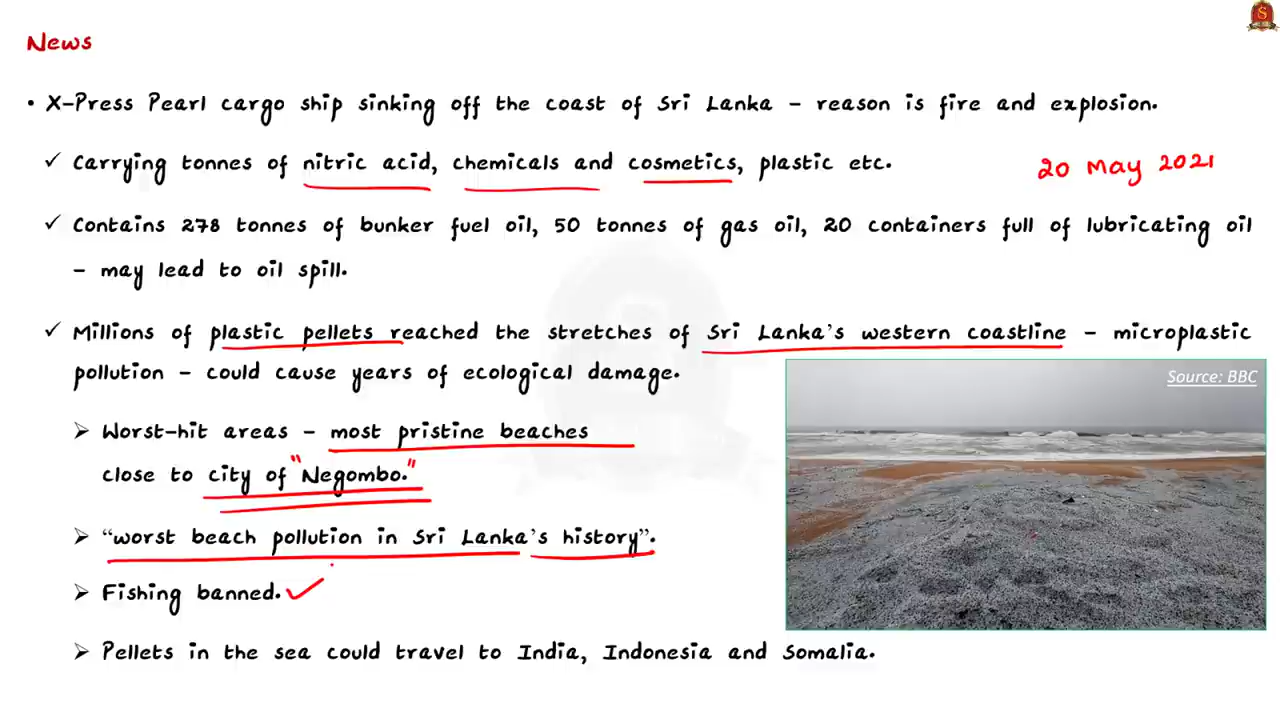 News
• X-Press Pearl cargo ship sinking off the coast of Sri Lanka – reason is fire and explosion.
✓ Carrying tonnes of nitric acid, chemicals and cosmetics, plastic etc.
20 May 2021
✓ Contains 278 tonnes of bunker fuel oil, 50 tonnes of gas oil, 20 containers full of lubricating oil
– may lead to oil spill.
✓ Millions of plastic pellets reached the stretches of Sri Lanka's western coastline – microplastic
pollution – could cause years of ecological damage.
Source: BBC
➢ Worst-hit areas – most pristine beaches
close to city of "Negombo."
➢ "worst beach pollution in Sri Lanka's history".
➢ Fishing banned.
➢ Pellets in the sea could travel to India, Indonesia and Somalia.